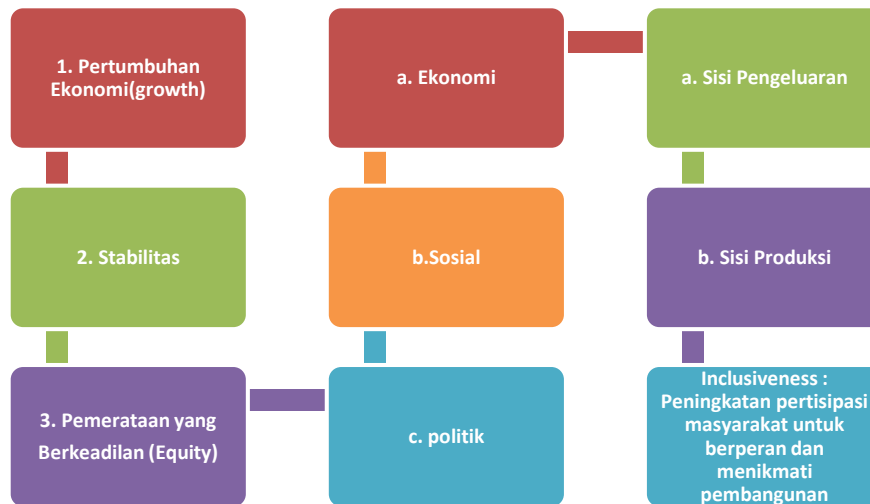 1. Pertumbuhan
Ekonomi(growth)
2. Stabilitas
3. Pemerataan yang
Berkeadilan (Equity)
a. Ekonomi
b.Sosial
c. politik
a. Sisi Pengeluaran
b. Sisi Produksi
Inclusiveness :
Peningkatan pertisipasi
masyarakat untuk
berperan dan
menikmati
pembangunan